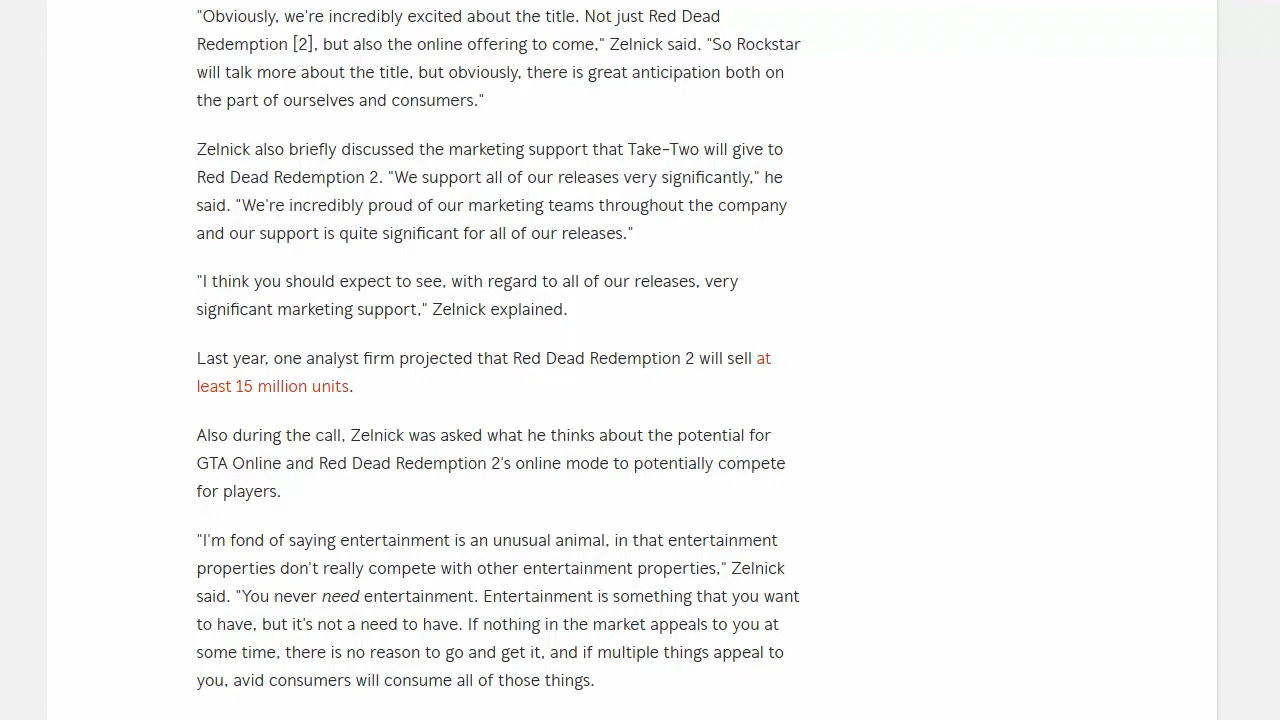 "Obviously, we're incredibly excited about the title. Not just Red Dead
Redemption [2], but also the online offering to come," Zelnick said. "So Rockstar
will talk more about the title, but obviously, there is great anticipation both on
the part of ourselves and consumers."
Zelnick also briefly discussed the marketing support that Take-Two will give to
Red Dead Redemption 2. "We support all of our releases very significantly," he
said. "We're incredibly proud of our marketing teams throughout the company
and our support is quite significant for all of our releases."
"I think you should expect to see, with regard to all of our releases, very
significant marketing support," Zelnick explained.
Last year, one analyst firm projected that Red Dead Redemption 2 will sell at
least 15 million units.
Also during the call, Zelnick was asked what he thinks about the potential for
GTA Online and Red Dead Redemption 2's online mode to potentially compete
for players.
"I'm fond of saying entertainment is an unusual animal, in that entertainment
properties don't really compete with other entertainment properties," Zelnick
said. "You never need entertainment. Entertainment is something that you want
to have, but it's not a need to have. If nothing in the market appeals to you at
some time, there is no reason to go and get it, and if multiple things appeal to
you, avid consumers will consume all of those things.